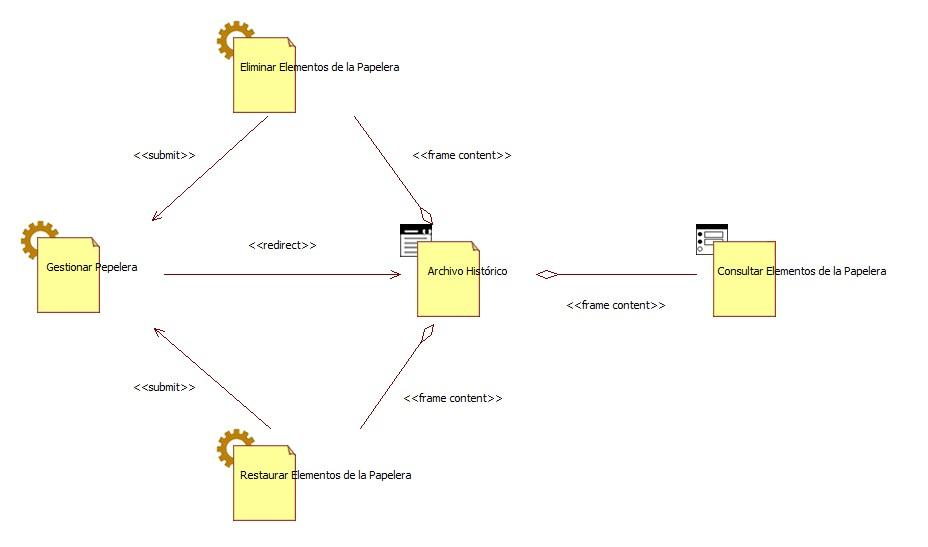 Eliminar Elementos de la Papelera
<<submit>>
<<frame content>>
<<redirect>>
Gestionar Pepelera
Archivo Histórico
Consultar Elementos de la Papelera
<<frame content>>
<<submit>>
<<frame content>>
Restaurar Elementos de la Papelera